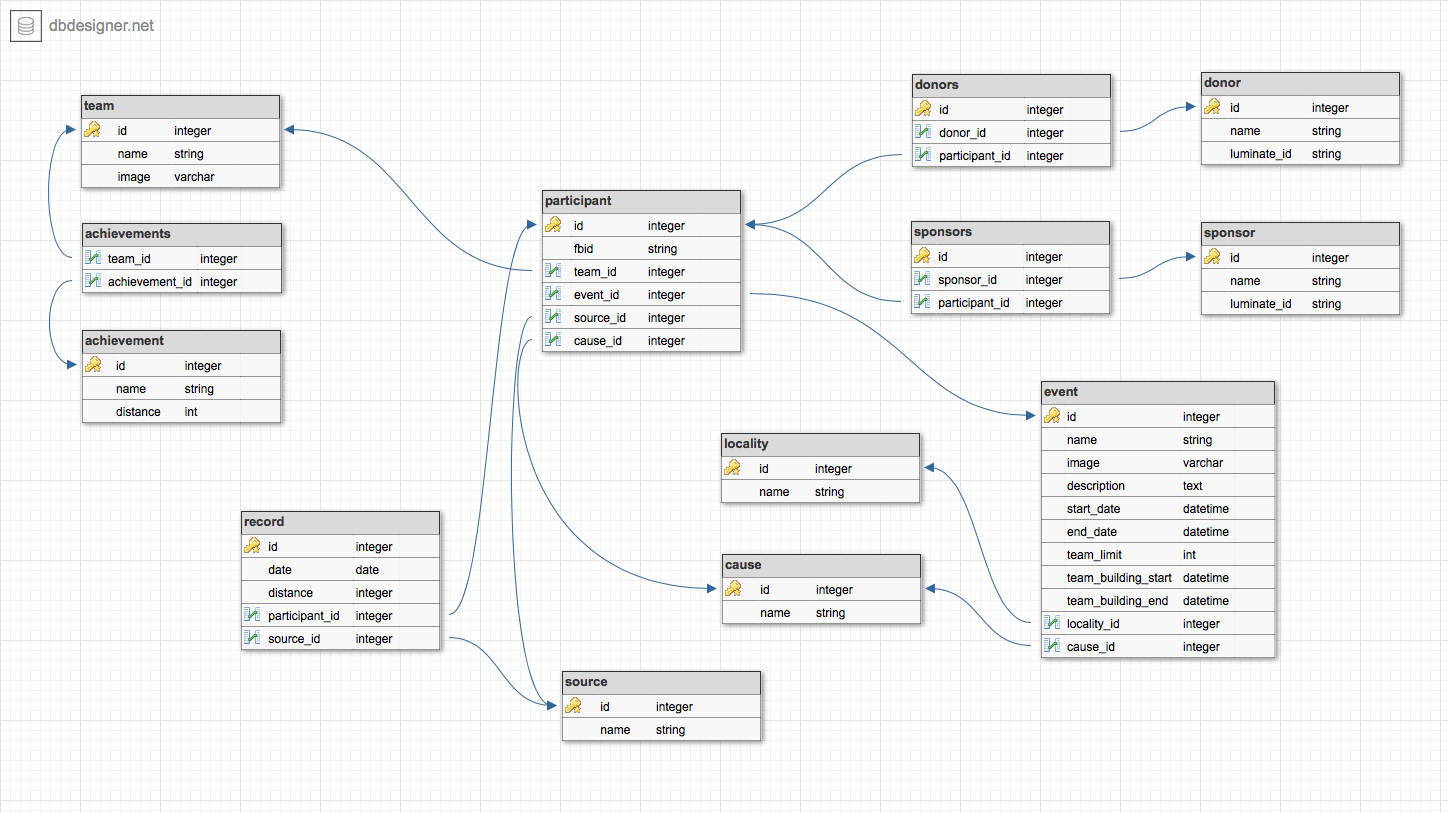 dbdesigner.net
team
id integer
name string
image varchar
achievements
team_id integer
achievement_id integer
achievement
id integer
name string
distance int
participant
id integer
fbid string
team_id integer
event_id integer
source_id integer
cause_id integer
donors
id integer
donor_id integer
participant_id integer
donor
id integer
name string
luminate_id string
sponsors
id integer
sponsor_id integer
participant_id integer
sponsor
id integer
name string
luminate_id string
event
id integer
name string
image varchar
description text
start_date datetime
end_date datetime
team_limit int
team_building_start datetime
team_building_end datetime
locality_id integer
cause_id integer
locality
id integer
name string
cause
id integer
name string
record
id integer
date date
distance integer
participant_id integer
source_id integer
source
id integer
name string